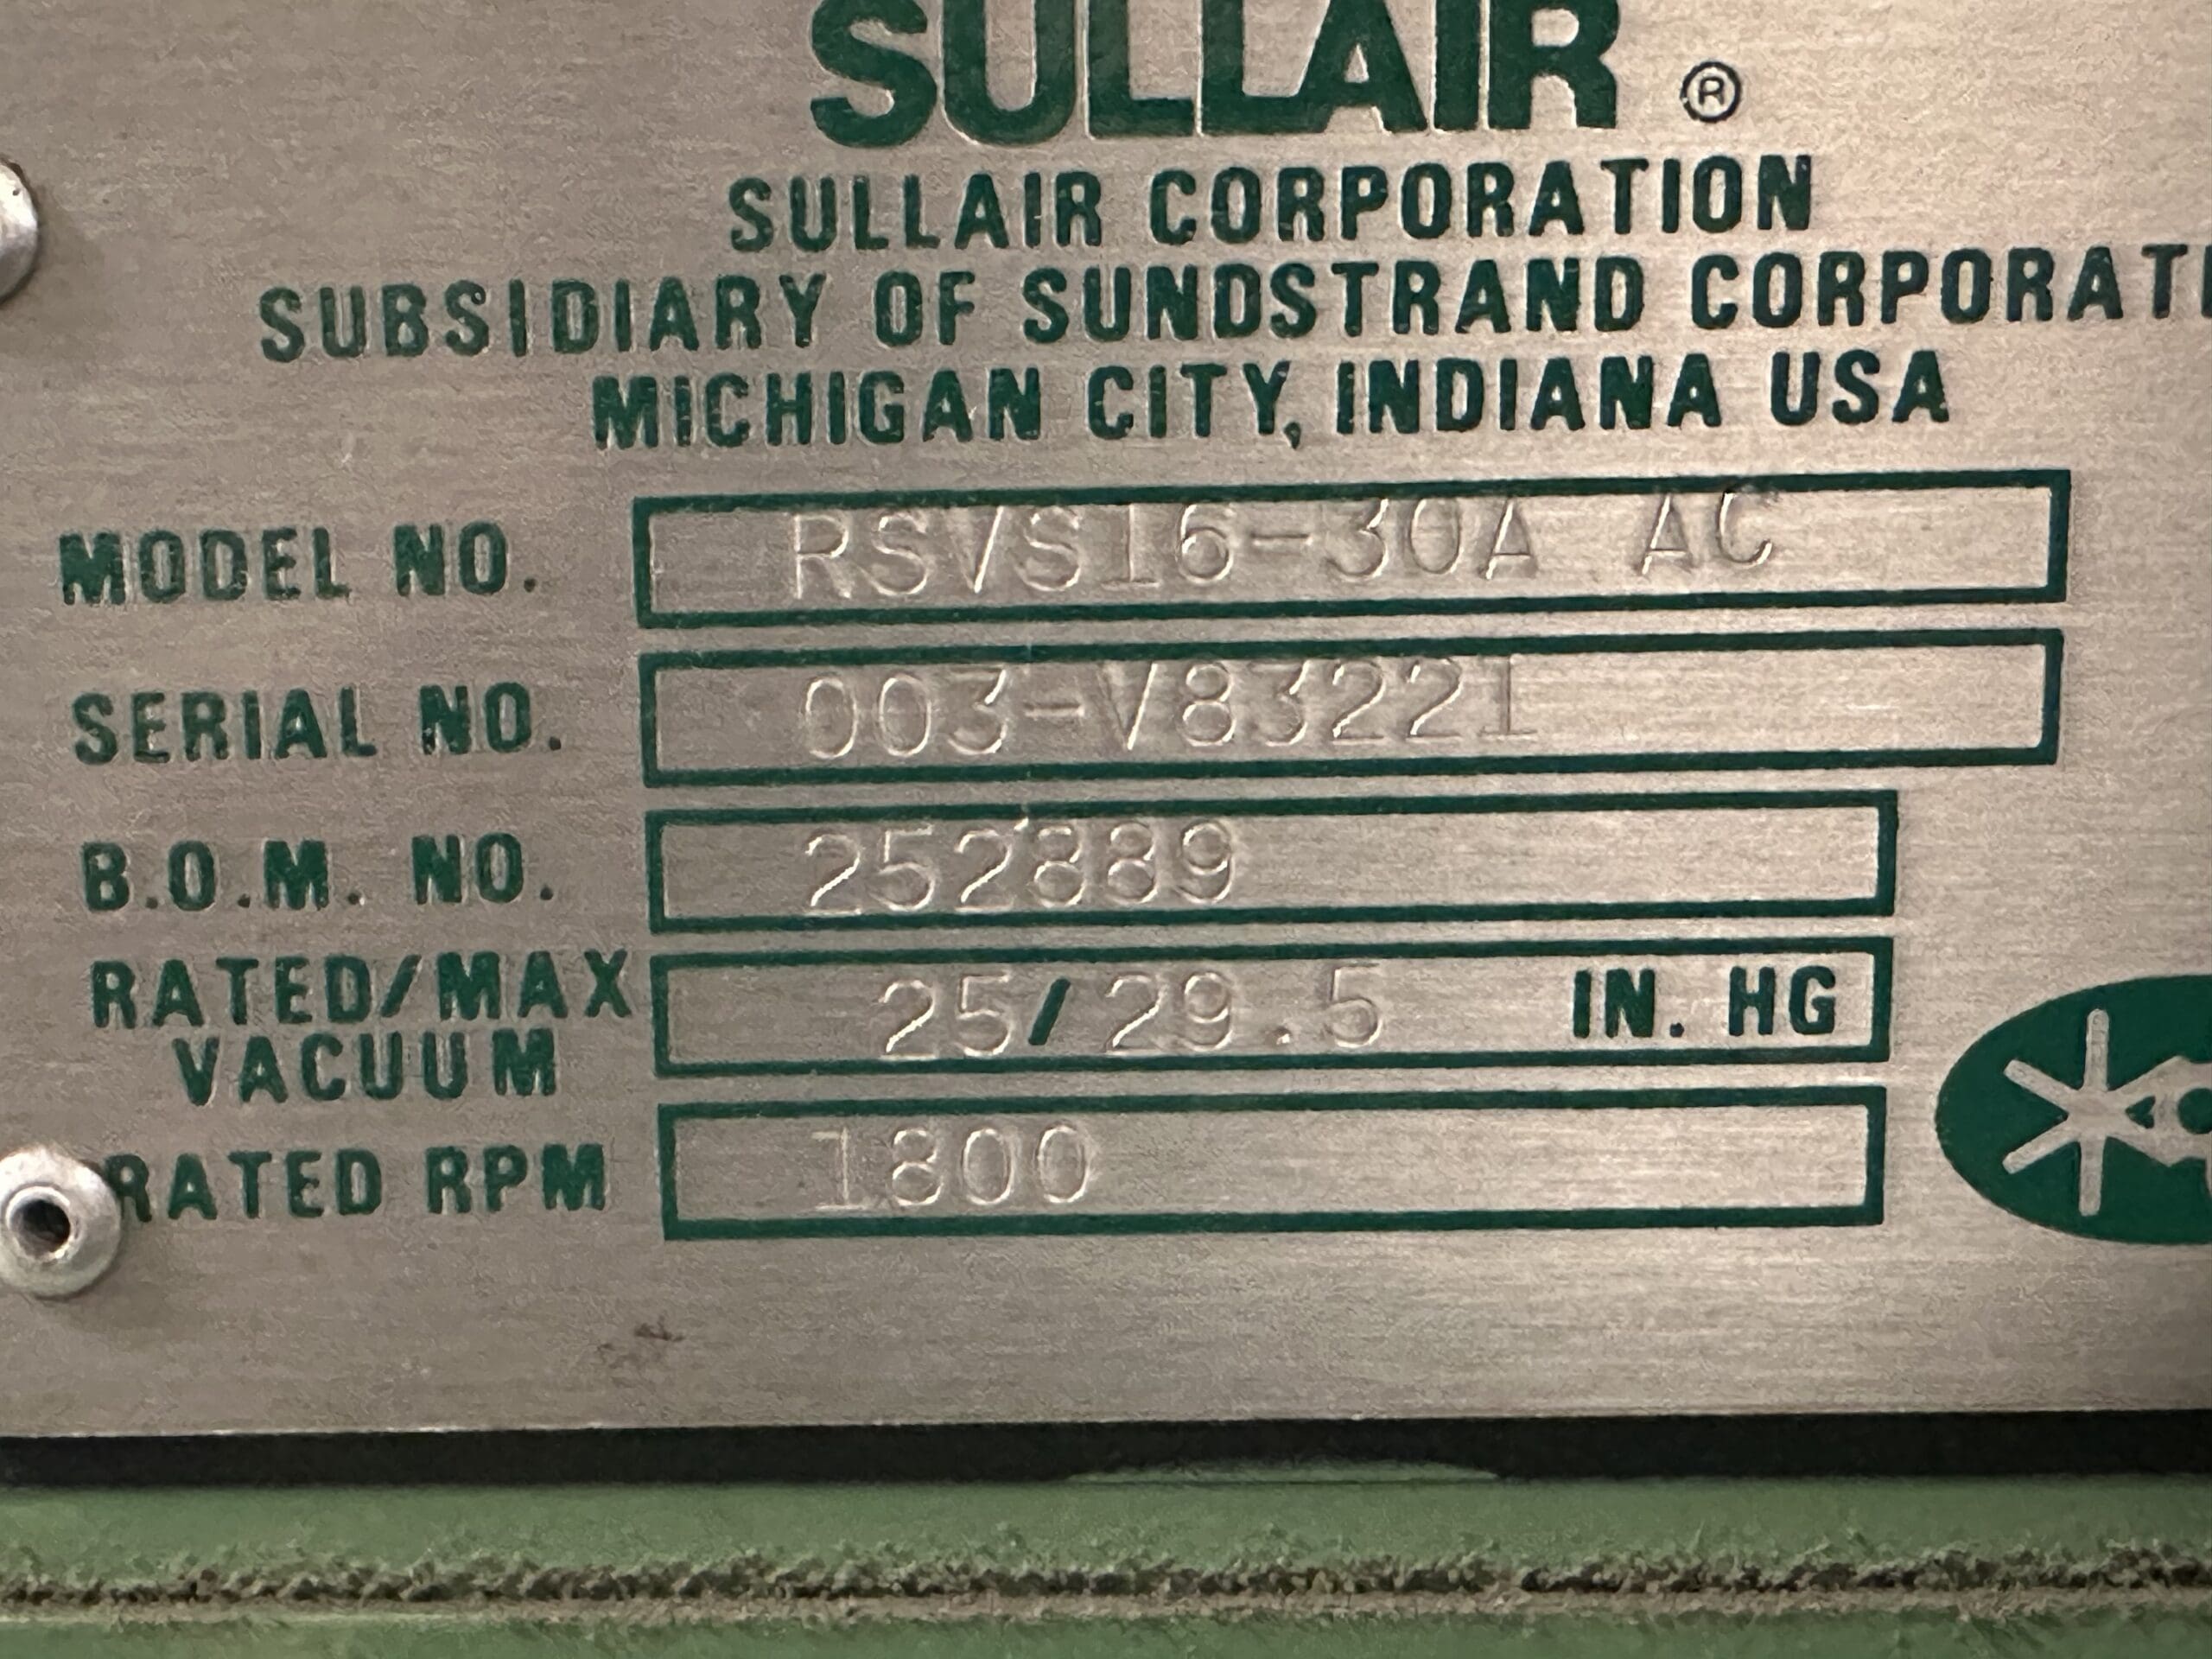 SULLAIR ®
SULLAIR CORPORATION
SUBSIDIARY OF SUNDSTRAND CORPORATI
MICHIGAN CITY, INDIANA USA
MODEL NO. RSVS16-30A AC
SERIAL NO. 003-V83221
B.O.M. NO. 252889
RATED/MAX VACUUM 25/29.5 IN. HG
RATED RPM 1800